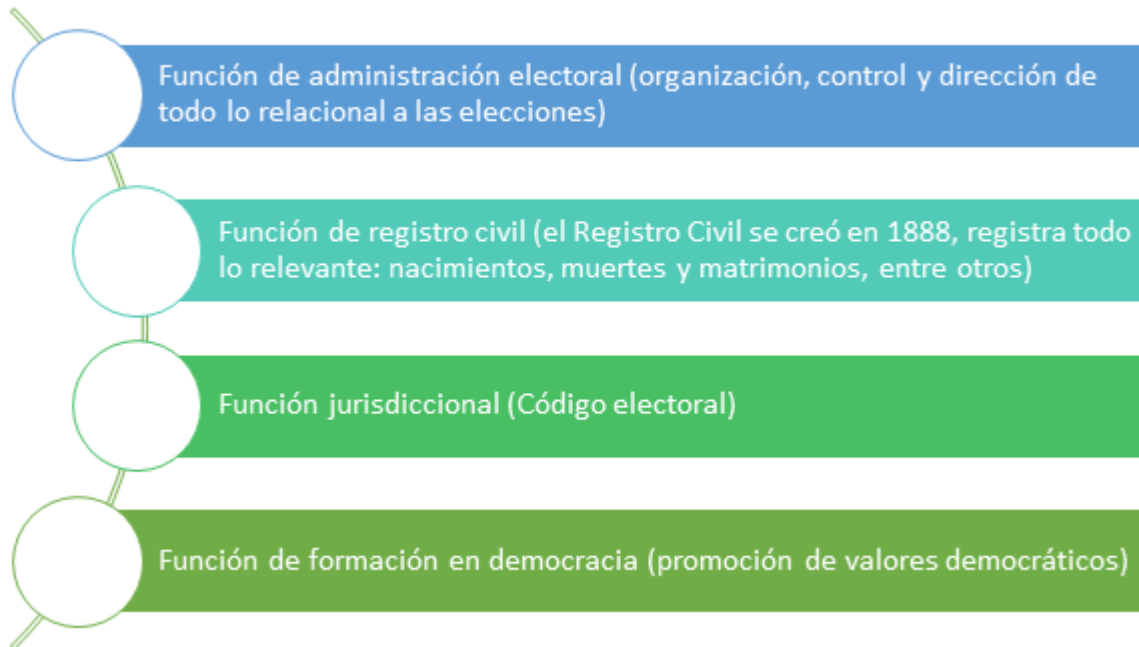 Función de administración electoral (organización, control y dirección de
todo lo relacional a las elecciones)
Función de registro civil (el Registro Civil se creó en 1888, registra todo
lo relevante: nacimientos, muertes y matrimonios, entre otros)
Función jurisdiccional (Código electoral)
Función de formación en democracia (promoción de valores democráticos)